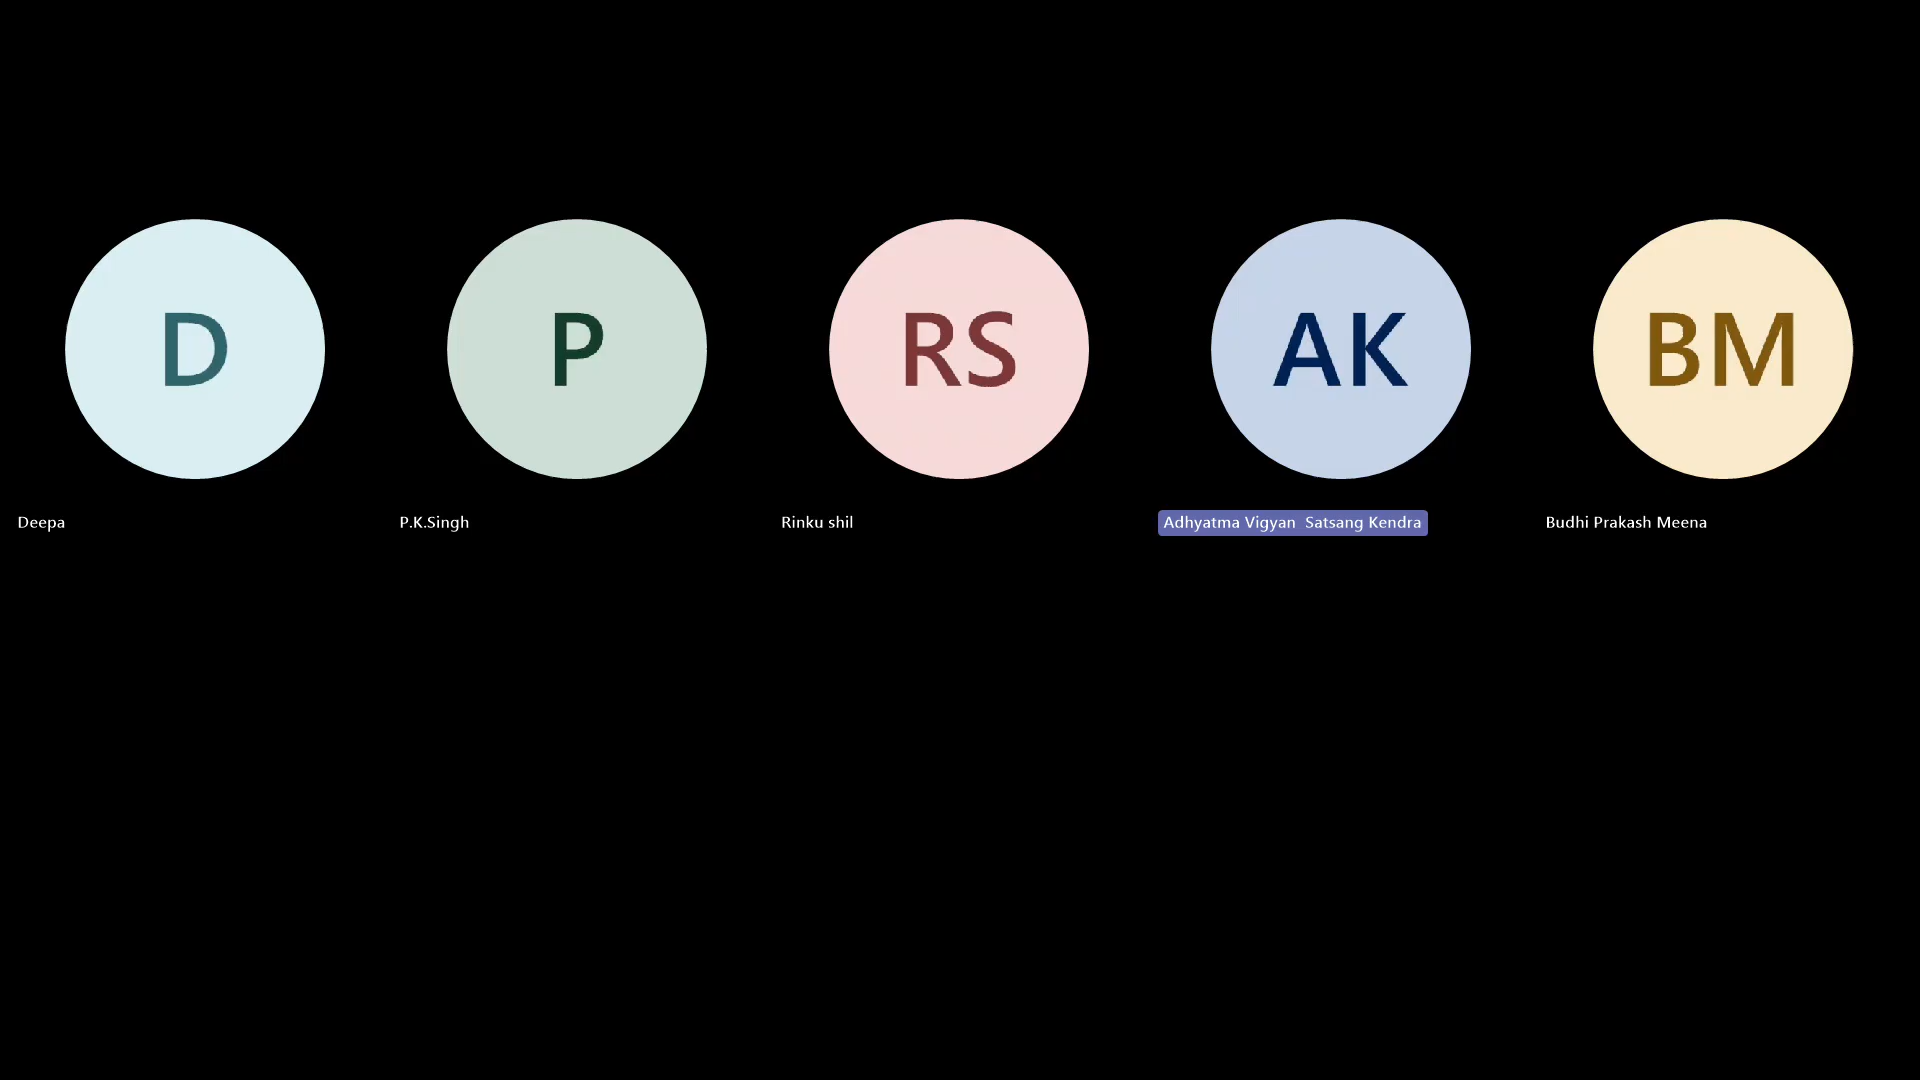 D
P
RS
AK
BM
Deepa
P.K.Singh
Rinku shil
Adhyatma Vigyan  Satsang Kendra
Budhi Prakash Meena